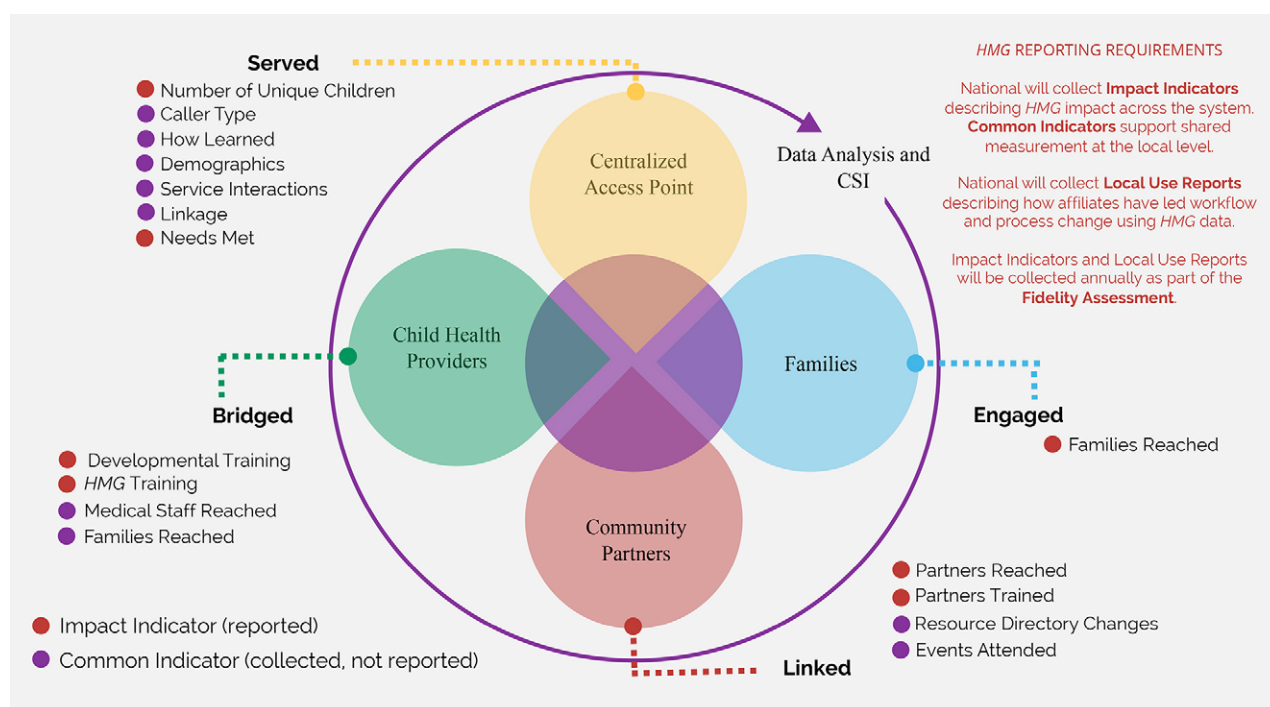 Served
Number of Unique Children
Caller Type
How Learned
Demographics
Service Interactions
Linkage
Needs Met
Centralized
Access Point
Data Analysis and
CSI
HMG REPORTING REQUIREMENTS
National will collect Impact Indicators
describing HMG impact across the system.
Common Indicators support shared
measurement at the local level.
National will collect Local Use Reports
describing how affiliates have led workflow
and process change using HMG data.
Impact Indicators and Local Use Reports
will be collected annually as part of the
Fidelity Assessment.
Child Health
Providers
Families
Bridged
Developmental Training
HMG Training
Medical Staff Reached
Families Reached
Engaged
Families Reached
Community
Partners
Partners Reached
Partners Trained
Resource Directory Changes
Events Attended
Linked
Impact Indicator (reported)
Common Indicator (collected, not reported)